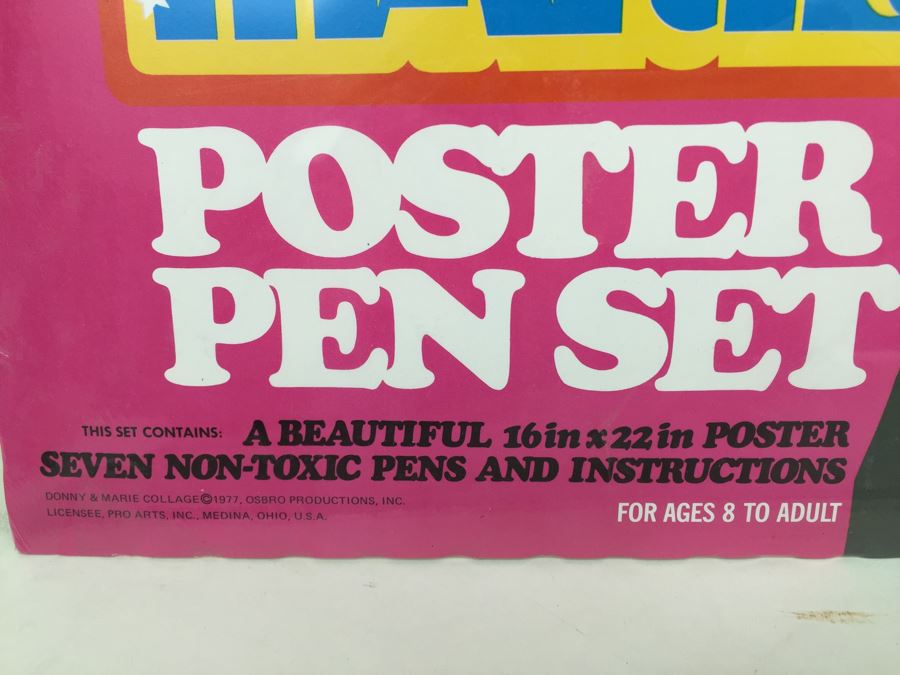 POSTER
PEN SET
THIS SET CONTAINS: A BEAUTIFUL 16in x 22in POSTER
SEVEN NON-TOXIC PENS AND INSTRUCTIONS
DONNY & MARIE COLLAGE©1977, OSBRO PRODUCTIONS, INC.
LICENSEE, PRO ARTS, INC., MEDINA, OHIO, U.S.A.
FOR AGES 8 TO ADULT